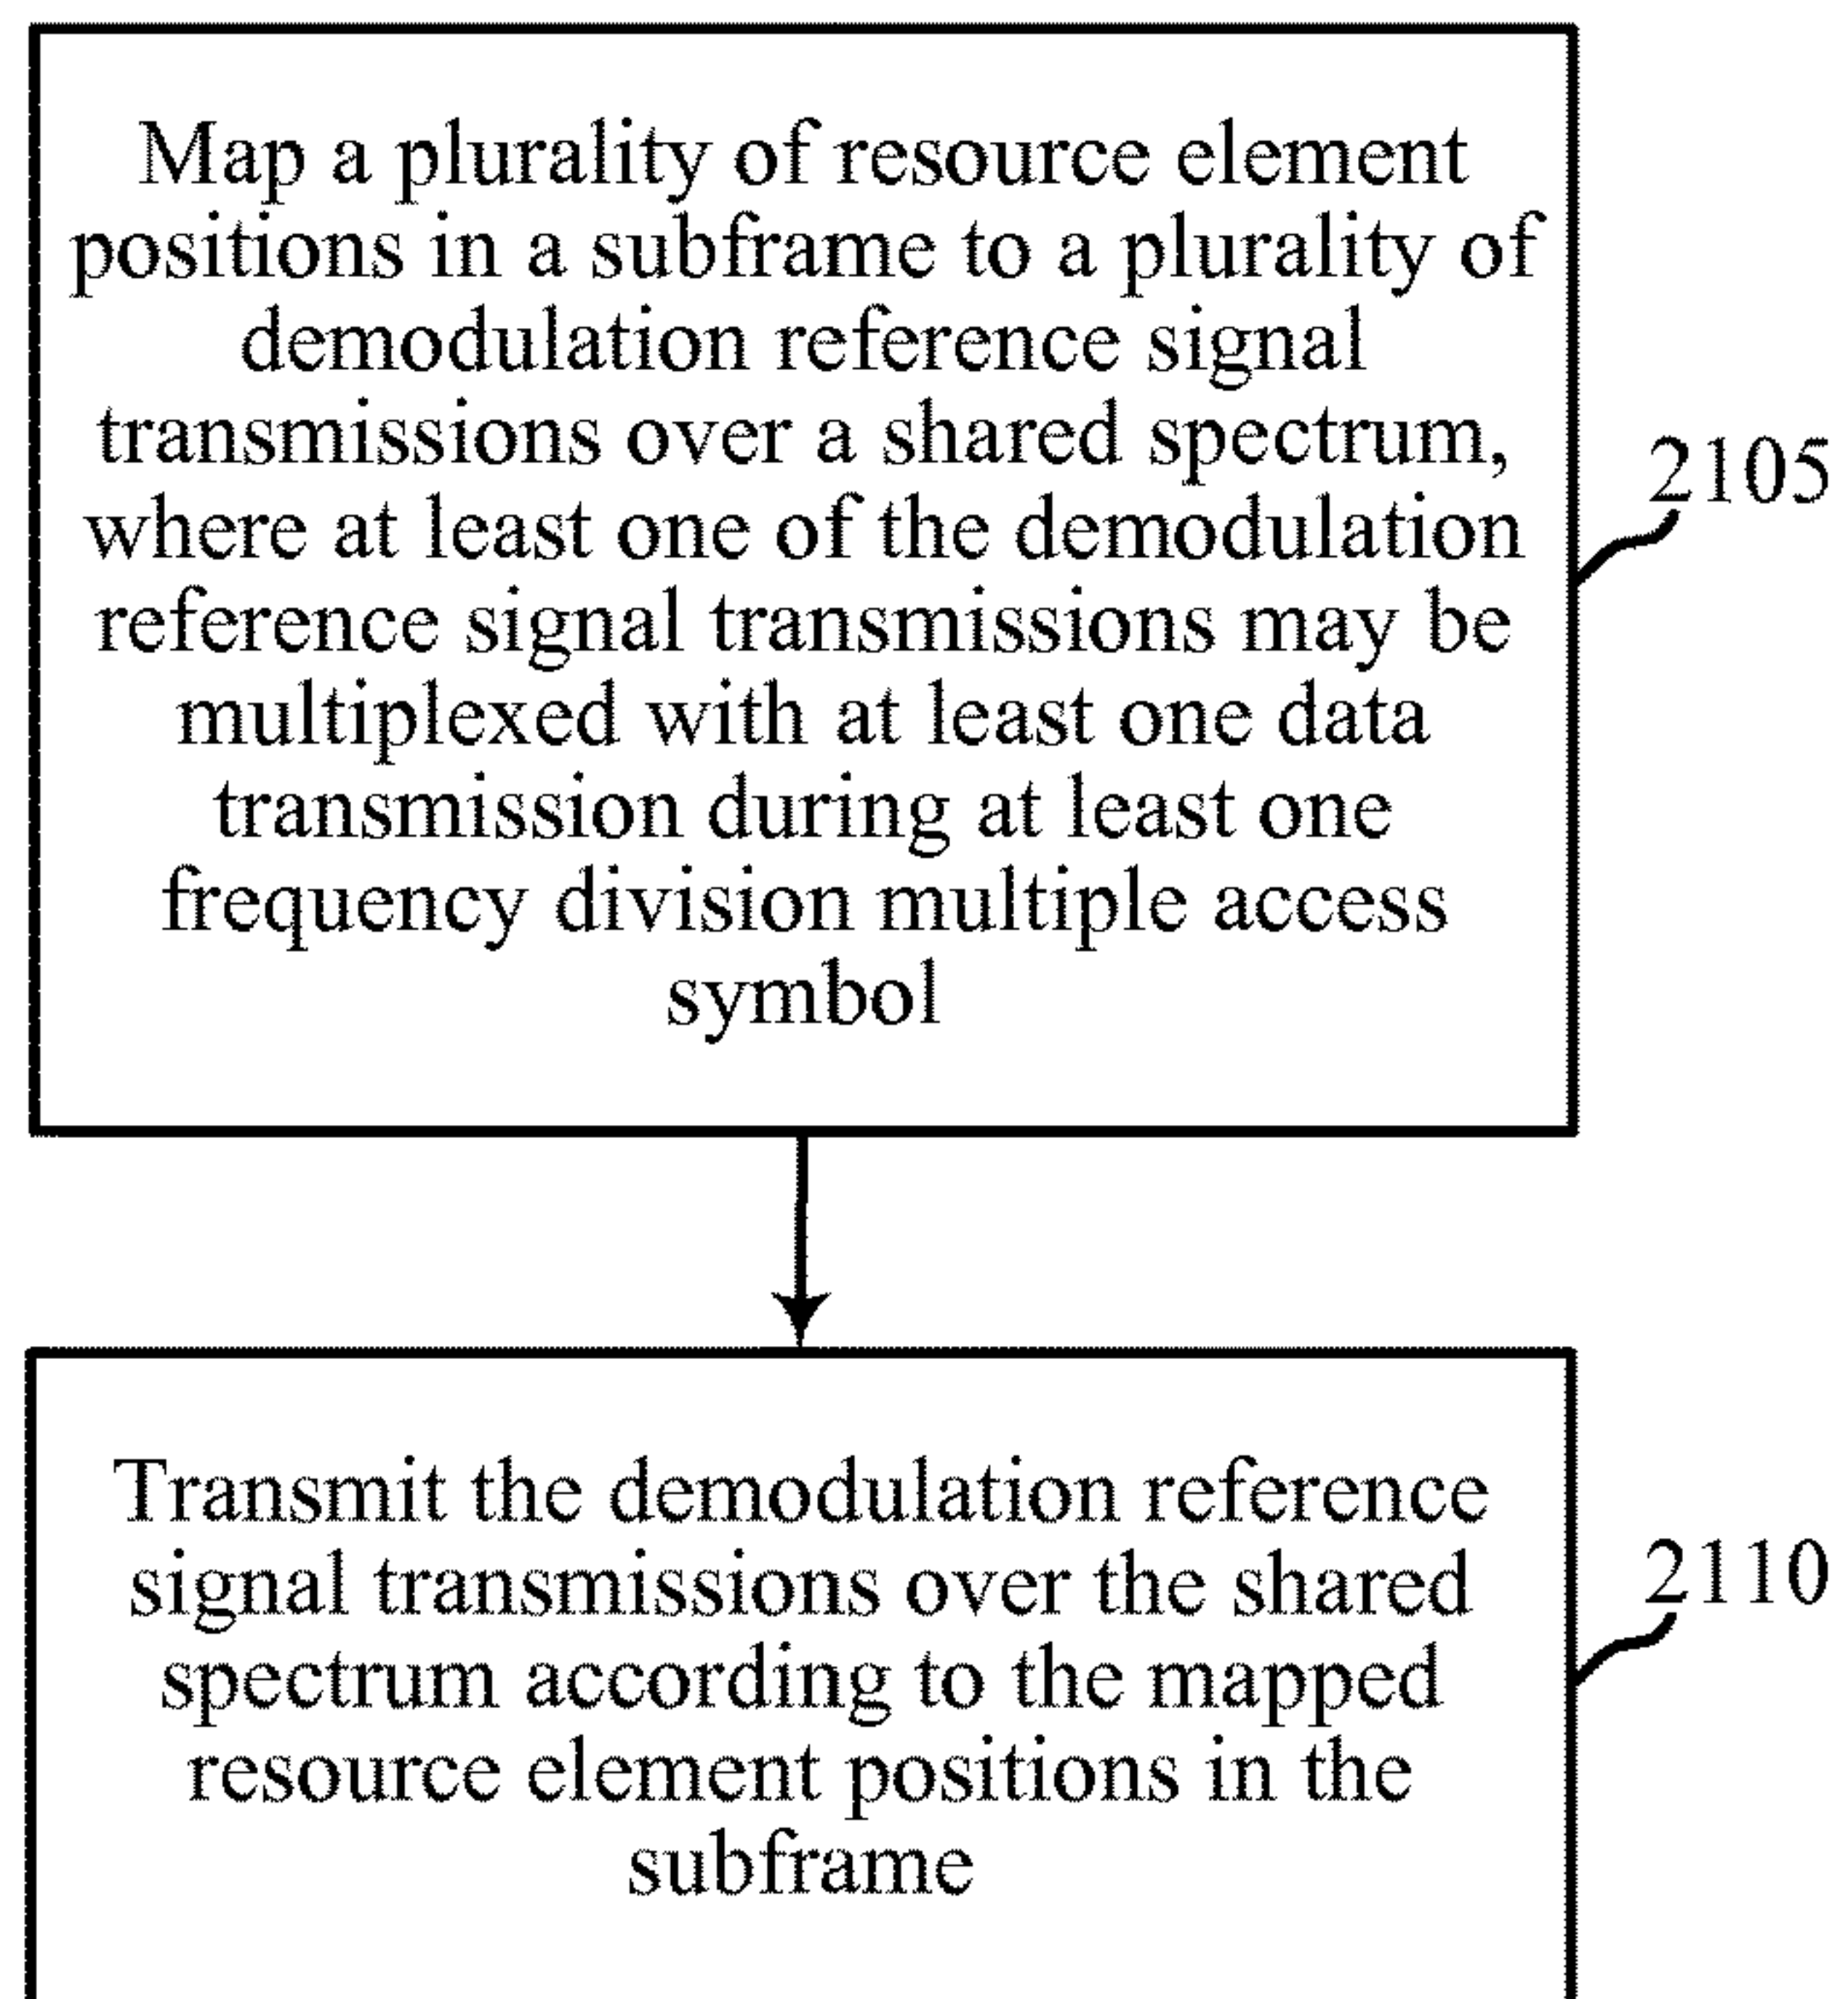 Map a plurality of resource element
positions in a subframe to a plurality of
demodulation reference signal
transmissions over a shared spectrum,
where at least one of the demodulation
reference signal transmissions may be
multiplexed with at least one data
transmission during at least one
frequency division multiple access
symbol
2105
Transmit the demodulation reference
signal transmissions over the shared
spectrum according to the mapped
resource element positions in the
subframe
2110